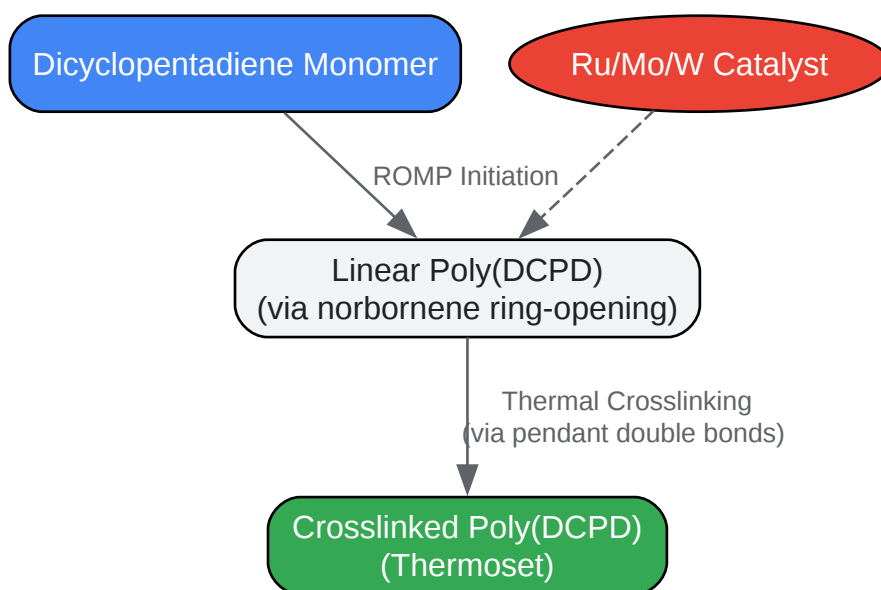 Dicyclopentadiene Monomer
Ru/Mo/W Catalyst
ROMP Initiation
Linear Poly(DCPD)
(via norbornene ring-opening)
Thermal Crosslinking
(via pendant double bonds)
Crosslinked Poly(DCPD)
(Thermoset)